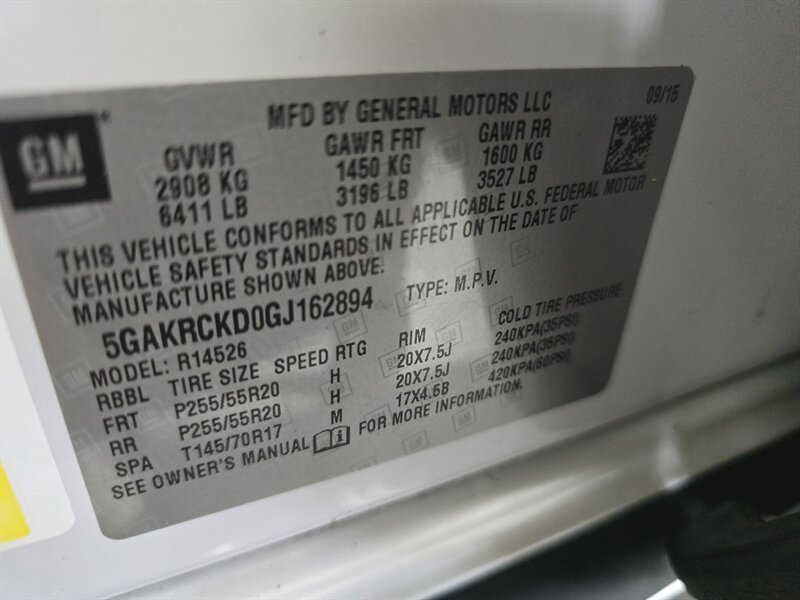 GM
MFD BY GENERAL MOTORS LLC 09/15
GVWR GAWR FRT GAWR RR
2908 KG 1450 KG 1600 KG
6411 LB 3196 LB 3527 LB
THIS VEHICLE CONFORMS TO ALL APPLICABLE U.S. FEDERAL MOTOR
VEHICLE SAFETY STANDARDS IN EFFECT ON THE DATE OF
MANUFACTURE SHOWN ABOVE.
5GAKRCKD0GJ162894 TYPE: M.P.V.
MODEL: R14526
RBBL TIRE SIZE SPEED RTG RIM COLD TIRE PRESSURE
FRT P255/55R20 H 20X7.5J 240KPA(35PSI)
RR P255/55R20 H 20X7.5J 240KPA(35PSI)
SPA T145/70R17 M 17X4.5B 420KPA(60PSI)
SEE OWNER'S MANUAL FOR MORE INFORMATION.